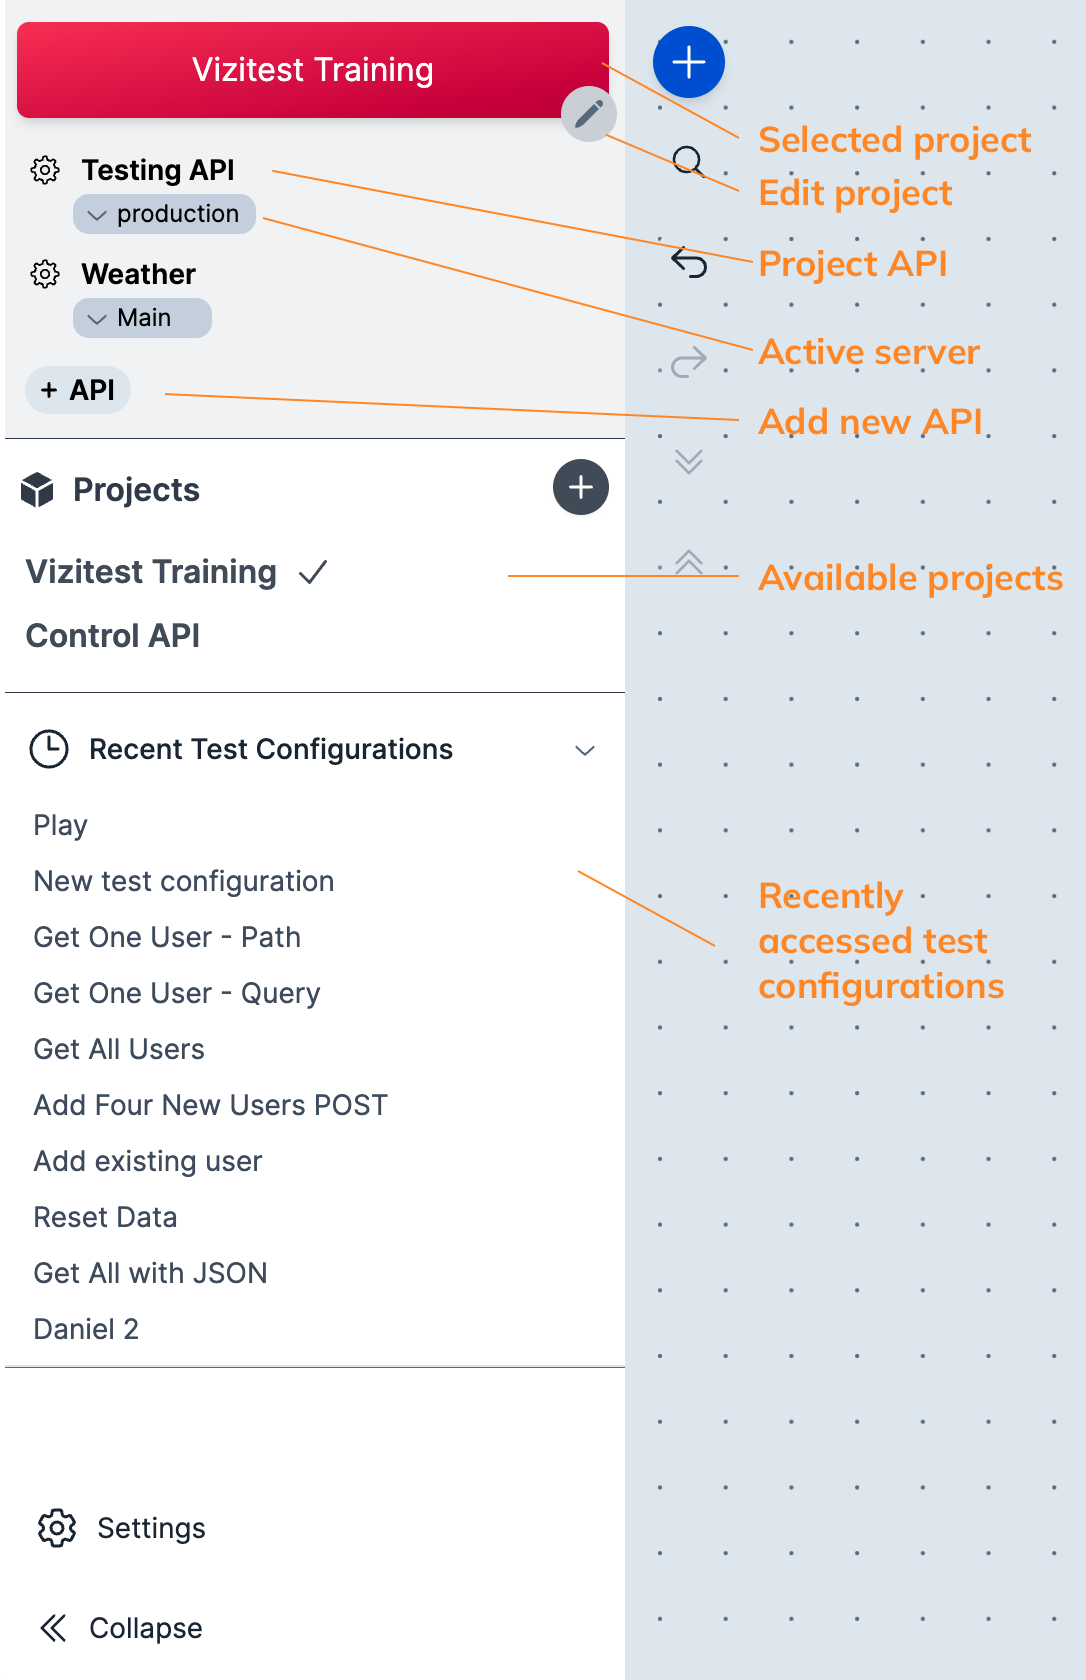 Vizitest Training
Testing API
production
Weather
Main
+ API
Projects
Vizitest Training
Control API
Recent Test Configurations
Play
New test configuration
Get One User - Path
Get One User - Query
Get All Users
Add Four New Users POST
Add existing user
Reset Data
Get All with JSON
Daniel 2
Settings
Collapse
Selected project
Edit project
Project API
Active server
Add new API
Available projects
Recently
accessed test
configurations